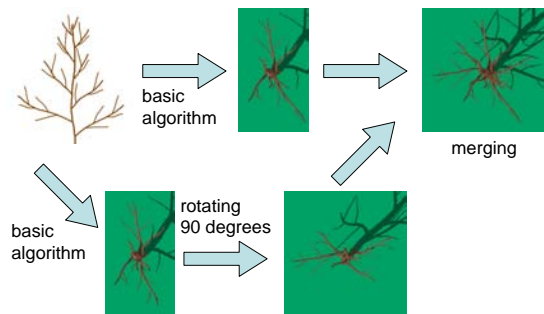 basic
algorithm
merging
rotating
90 degrees
basic
algorithm